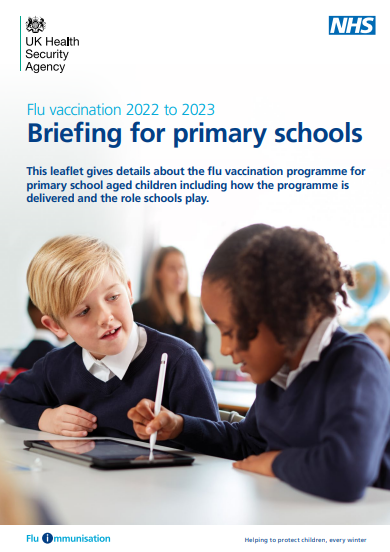 UK Health
Security
Agency
NHS
Flu vaccination 2022 to 2023
Briefing for primary schools
This leaflet gives details about the flu vaccination programme for
primary school aged children including how the programme is
delivered and the role schools play.
Flu immunisation
Helping to protect children, every winter